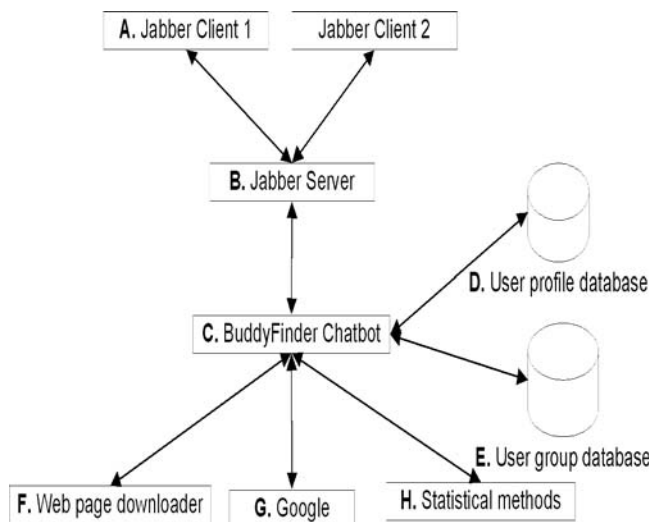 A. Jabber Client 1
Jabber Client 2
B. Jabber Server
D. User profile database
C. BuddyFinder Chatbot
E. User group database
F. Web page downloader
G. Google
H. Statistical methods